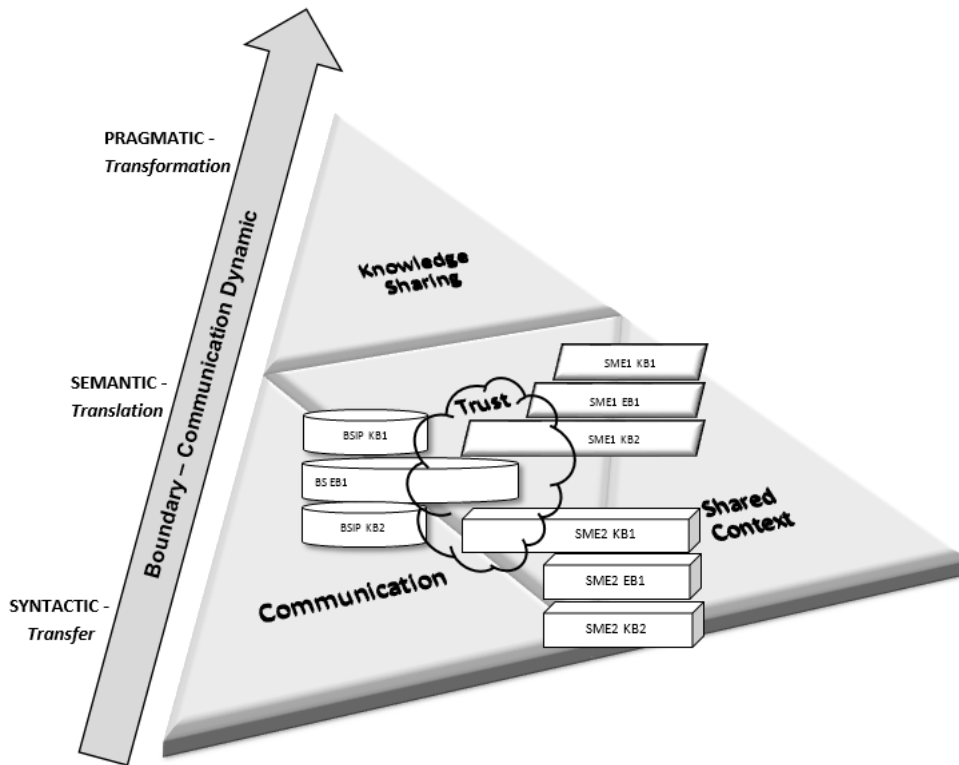 PRAGMATIC -
Transformation
Boundary – Communication Dynamic
Knowledge
Sharing
SEMANTIC -
Translation
SME1 KB1
SME1 EB1
Trust
SME1 KB2
BSIP KB1
BS EB1
BSIP KB2
Shared
Context
SME2 KB1
SME2 EB1
SME2 KB2
Communication
SYNTACTIC -
Transfer